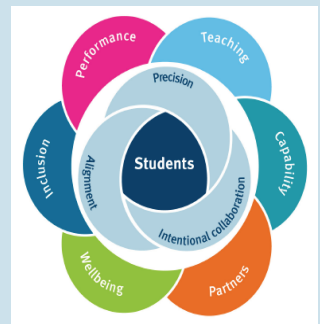 Performance
Teaching
Precision
Inclusion
Alignment
Students
Capability
Intentional collaboration
Wellbeing
Partners